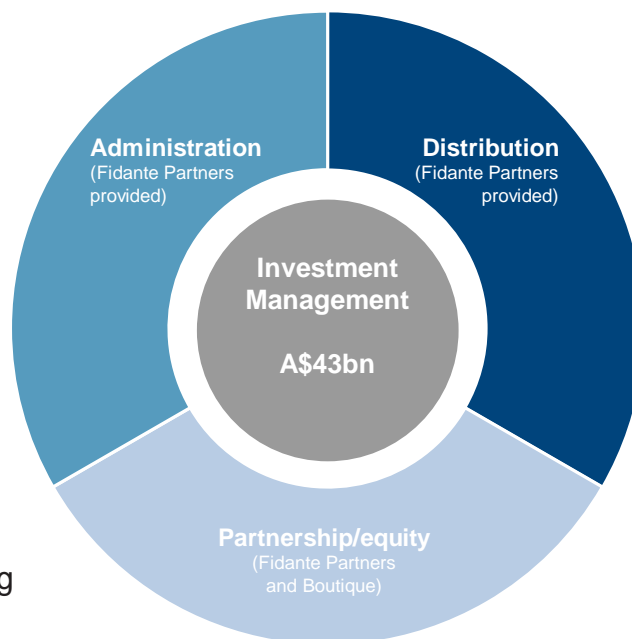 Administration
(Fidante Partners
provided)
Distribution
(Fidante Partners
provided)
Investment
Management
A$43bn
Partnership/equity
(Fidante Partners
and Boutique)
g